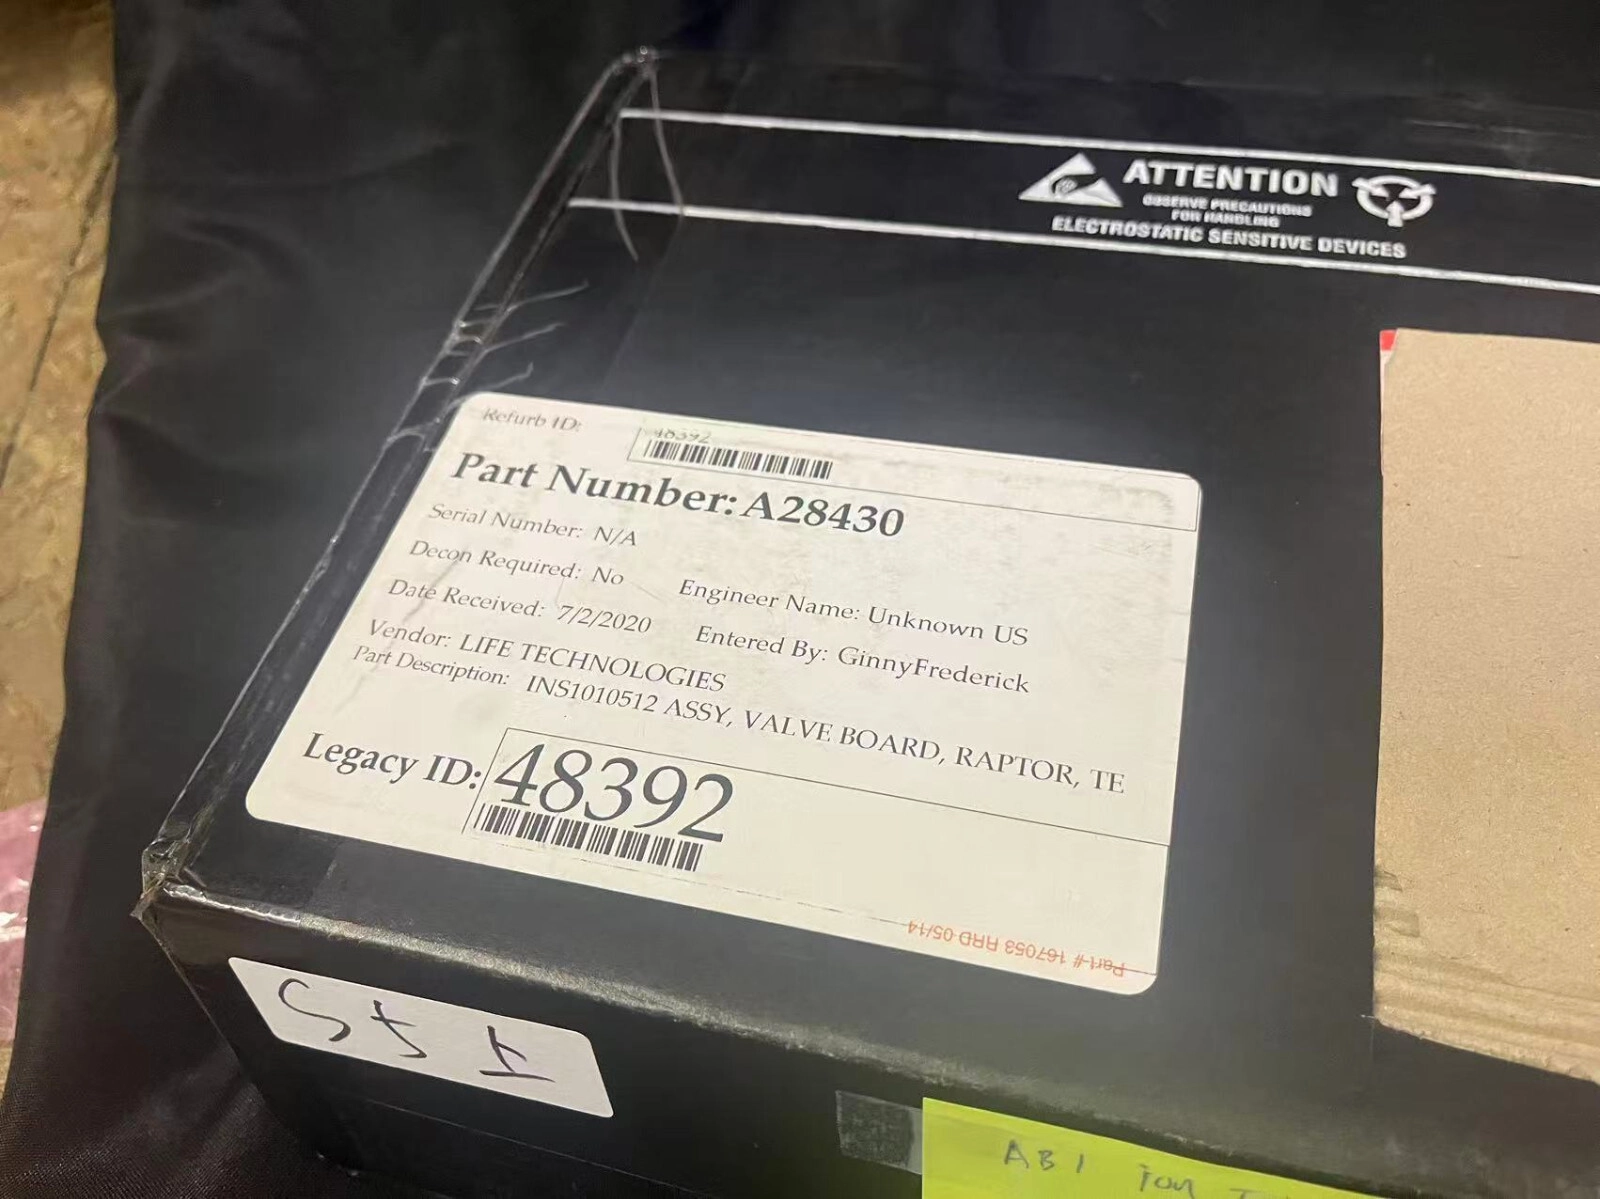 ATTENTION
OBSERVE PRECAUTIONS
FOR HANDLING
ELECTROSTATIC SENSITIVE DEVICES
Refurb ID: 48392
Part Number: A28430
Serial Number: N/A
Decon Required: No Engineer Name: Unknown US
Date Received: 7/2/2020 Entered By: GinnyFrederick
Vendor: LIFE TECHNOLOGIES
Part Description: INS1010512 ASSY, VALVE BOARD, RAPTOR, TE
Legacy ID: 48392
Part # 167053 RRD 05/14
ABI Ion